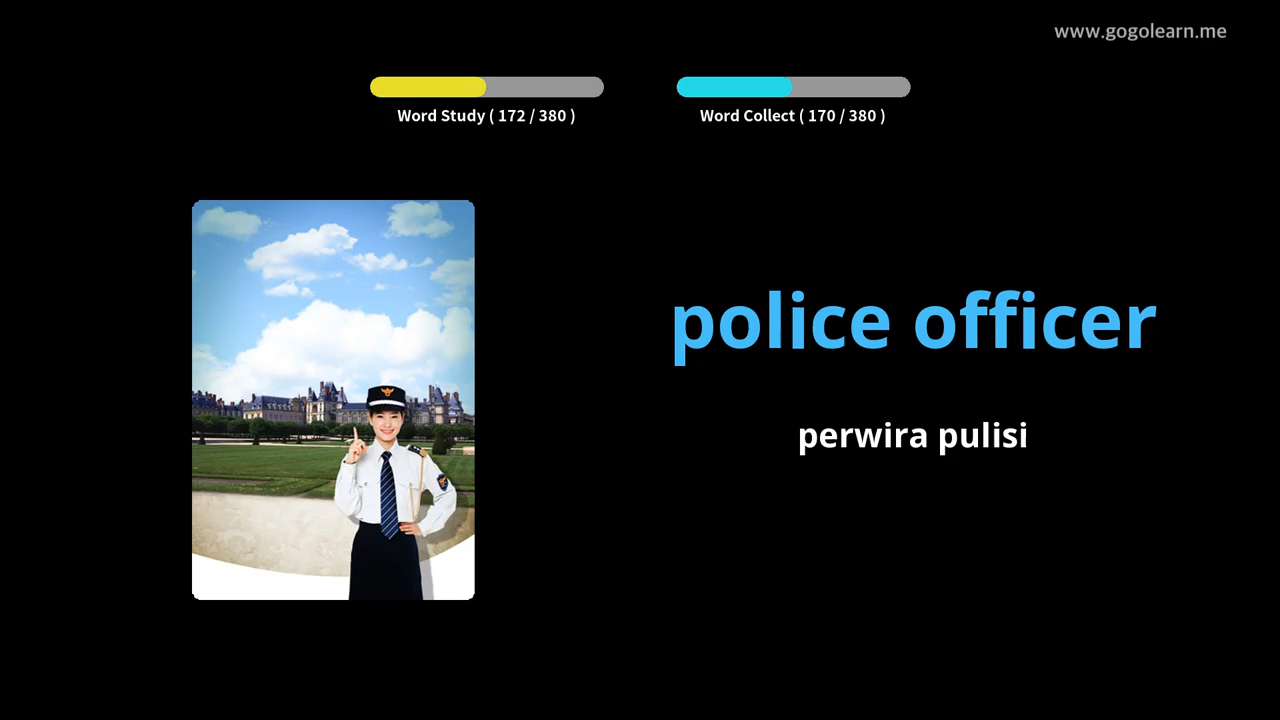 www.gogolearn.me
Word Study ( 172 / 380 )
Word Collect ( 170 / 380 )
police officer
perwira pulisi